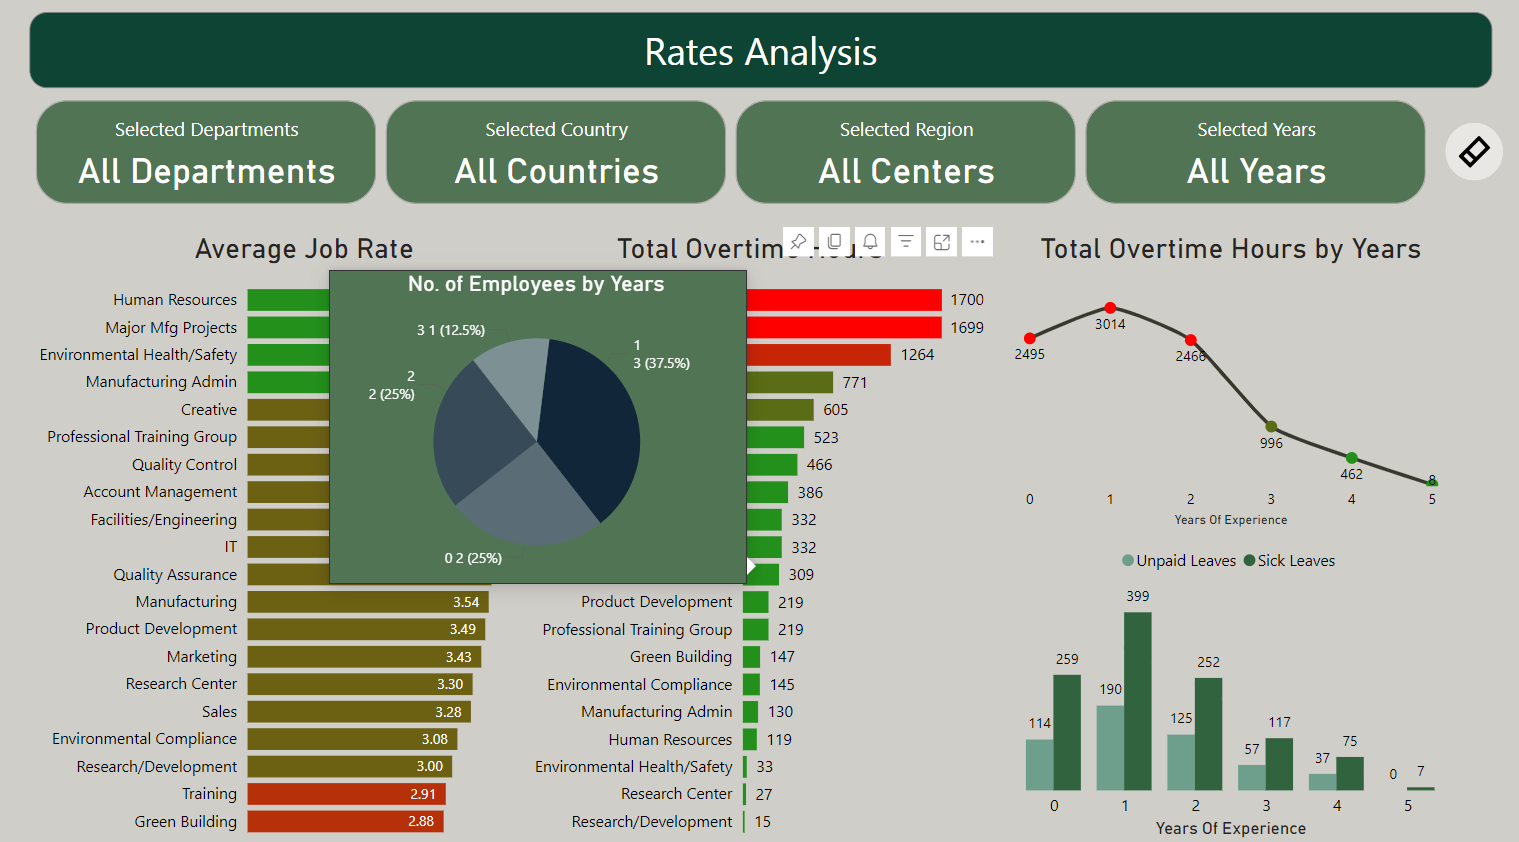 Rates Analysis
Selected Departments
All Departments
Selected Country
All Countries
Selected Region
All Centers
Selected Years
All Years
Average Job Rate
Human Resources
Major Mfg Projects
Environmental Health/Safety
Manufacturing Admin
Creative
Professional Training Group
Quality Control
Account Management
Facilities/Engineering
IT
Quality Assurance
Manufacturing 3.54
Product Development 3.49
Marketing 3.43
Research Center 3.30
Sales 3.28
Environmental Compliance 3.08
Research/Development 3.00
Training 2.91
Green Building 2.88
No. of Employees by Years
3 1 (12.5%)
1
3 (37.5%)
2
2 (25%)
0 2 (25%)
Total Overtime Hours
1700
1699
1264
771
605
523
466
386
332
332
309
Product Development 219
Professional Training Group 219
Green Building 147
Environmental Compliance 145
Manufacturing Admin 130
Human Resources 119
Environmental Health/Safety 33
Research Center 27
Research/Development 15
Total Overtime Hours by Years
2495
3014
2466
996
462
8
0 1 2 3 4 5
Years Of Experience
Unpaid Leaves Sick Leaves
114 259
190 399
125 252
57 117
37 75
0 7
0 1 2 3 4 5
Years Of Experience